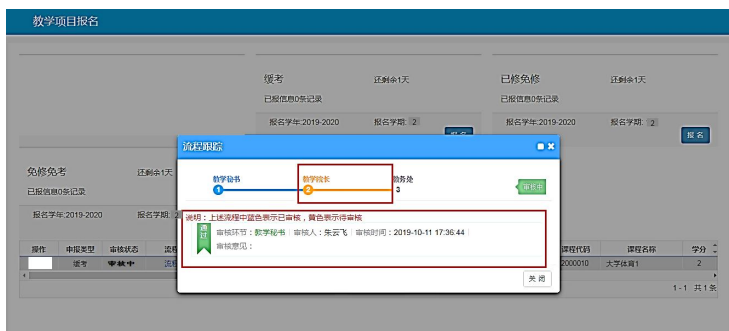 教学项目报名
缓考 还剩余1天
已报信息0条记录
报名学年:2019-2020 报名学期: 2
已修免修 还剩余1天
已报信息0条记录
报名学年:2019-2020 报名学期: 2
报名
流程跟踪
教学秘书 教学院长 教务处
1 2 3
审核中
说明：上述流程中蓝色表示已审核，黄色表示待审核
通过
审核环节：教学秘书 审核人：朱云飞 审核时间：2019-10-11 17:36:44
审核意见：
关闭
免修免考 还剩余1天
已报信息0条记录
报名学年:2019-2020 报名学期: 2
操作 申报类型 审核状态 流程 课程代码 课程名称 学分
缓考 审核中 流程 2000010 大学体育1 2
1-1 共1条